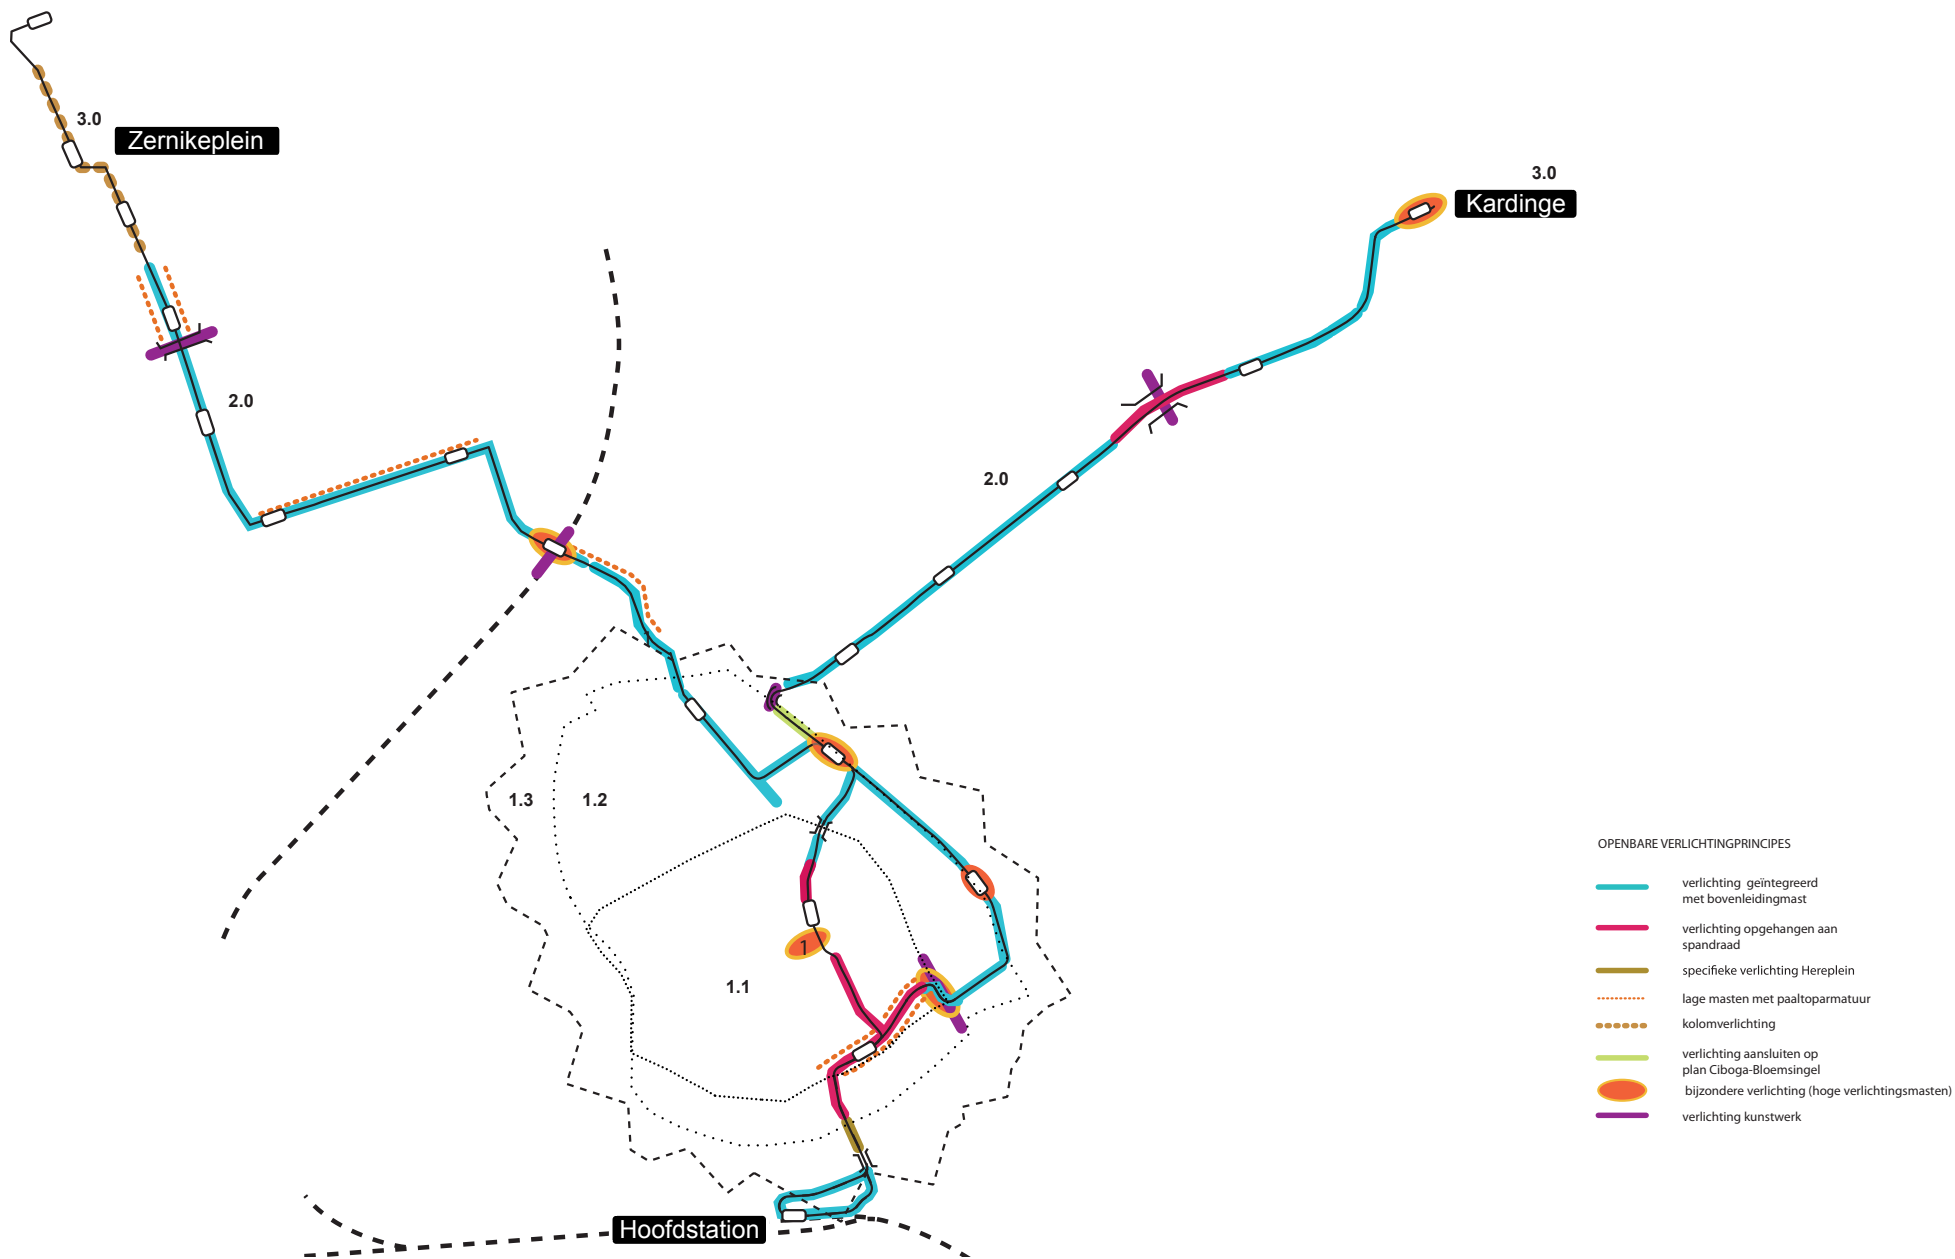 3.0
Zernikeplein
3.0
Kardinge
2.0
2.0
1.3
1.2
1
1.1
Hoofdstation
OPENBARE VERLICHTINGPRINCIPES
verlichting geïntegreerd
met bovenleidingmast
verlichting opgehangen aan
spandraad
specifieke verlichting Hereplein
lage masten met paaltoparmatuur
kolomverlichting
verlichting aansluiten op
plan Ciboga-Bloemsingel
bijzondere verlichting (hoge verlichtingsmasten)
verlichting kunstwerk